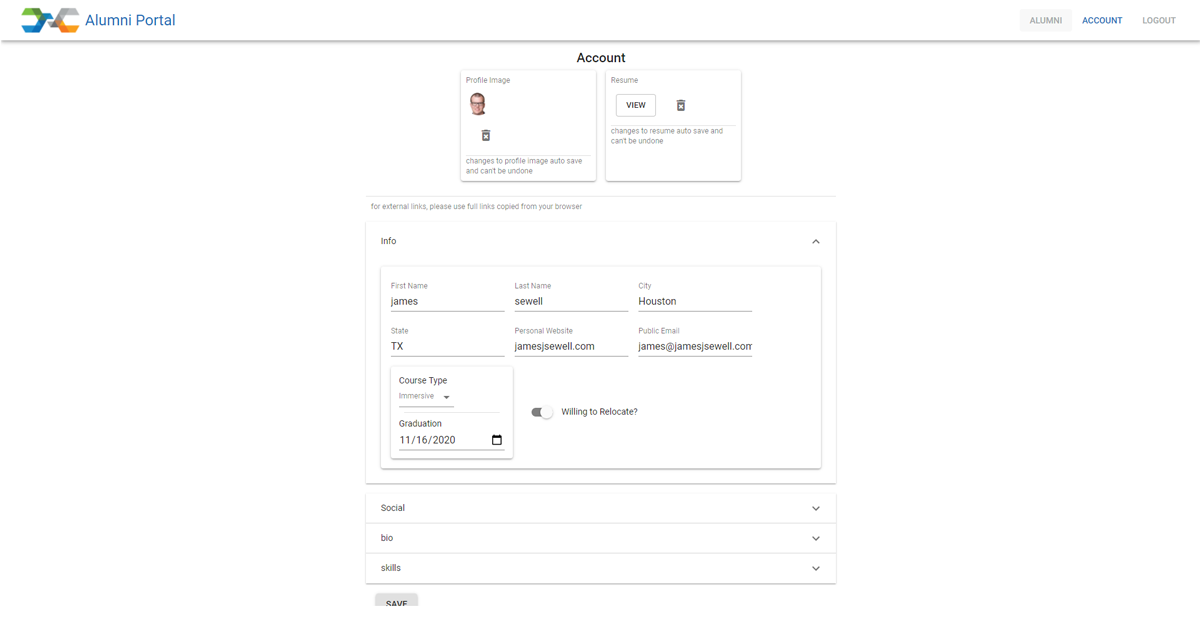 Alumni Portal
ALUMNI ACCOUNT LOGOUT
Account
Profile Image
changes to profile image auto save
and can't be undone
Resume
VIEW
changes to resume auto save and
can't be undone
for external links, please use full links copied from your browser
Info
First Name Last Name City
james sewell Houston
State Personal Website Public Email
TX jamesjsewell.com james@jamesjsewell.com
Course Type
Immersive
Willing to Relocate?
Graduation
11/16/2020
Social
bio
skills
SAVE